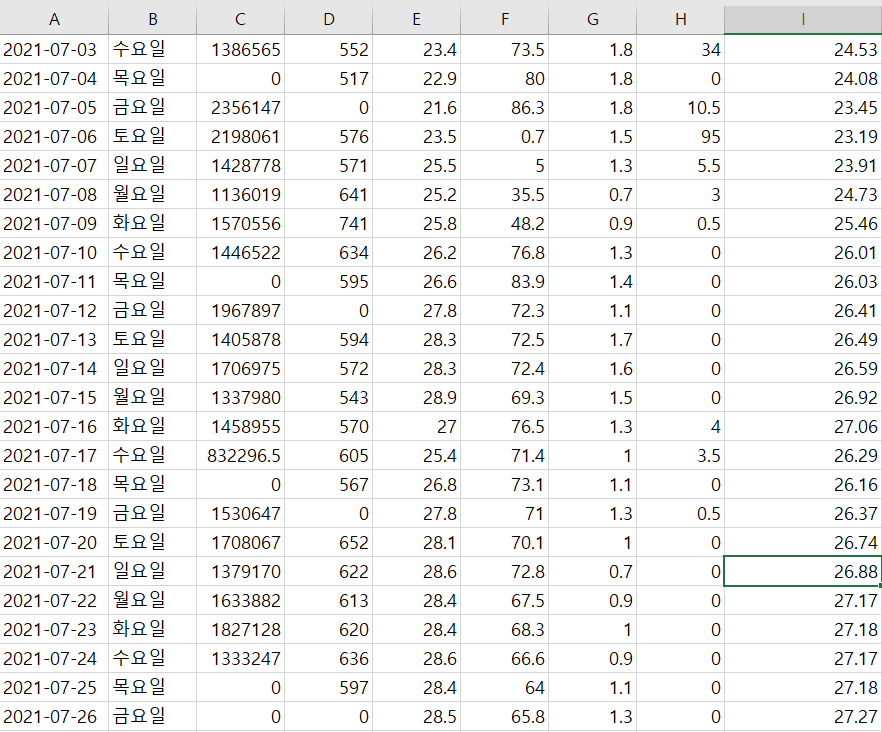 A B C D E F G H I
2021-07-03 수요일 1386565 552 23.4 73.5 1.8 34 24.53
2021-07-04 목요일 0 517 22.9 80 1.8 0 24.08
2021-07-05 금요일 2356147 0 21.6 86.3 1.8 10.5 23.45
2021-07-06 토요일 2198061 576 23.5 0.7 1.5 95 23.19
2021-07-07 일요일 1428778 571 25.5 5 1.3 5.5 23.91
2021-07-08 월요일 1136019 641 25.2 35.5 0.7 3 24.73
2021-07-09 화요일 1570556 741 25.8 48.2 0.9 0.5 25.46
2021-07-10 수요일 1446522 634 26.2 76.8 1.3 0 26.01
2021-07-11 목요일 0 595 26.6 83.9 1.4 0 26.03
2021-07-12 금요일 1967897 0 27.8 72.3 1.1 0 26.41
2021-07-13 토요일 1405878 594 28.3 72.5 1.7 0 26.49
2021-07-14 일요일 1706975 572 28.3 72.4 1.6 0 26.59
2021-07-15 월요일 1337980 543 28.9 69.3 1.5 0 26.92
2021-07-16 화요일 1458955 570 27 76.5 1.3 4 27.06
2021-07-17 수요일 832296.5 605 25.4 71.4 1 3.5 26.29
2021-07-18 목요일 0 567 26.8 73.1 1.1 0 26.16
2021-07-19 금요일 1530647 0 27.8 71 1.3 0.5 26.37
2021-07-20 토요일 1708067 652 28.1 70.1 1 0 26.74
2021-07-21 일요일 1379170 622 28.6 72.8 0.7 0 26.88
2021-07-22 월요일 1633882 613 28.4 67.5 0.9 0 27.17
2021-07-23 화요일 1827128 620 28.4 68.3 1 0 27.18
2021-07-24 수요일 1333247 636 28.6 66.6 0.9 0 27.17
2021-07-25 목요일 0 597 28.4 64 1.1 0 27.18
2021-07-26 금요일 0 0 28.5 65.8 1.3 0 27.27